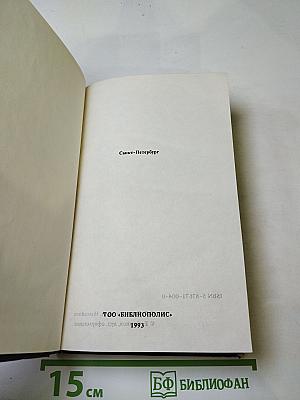 Санкт-Петербург
ТОО «БИБЛИОПОЛИС»
1993
15 см
БФ БИБЛИОФАН